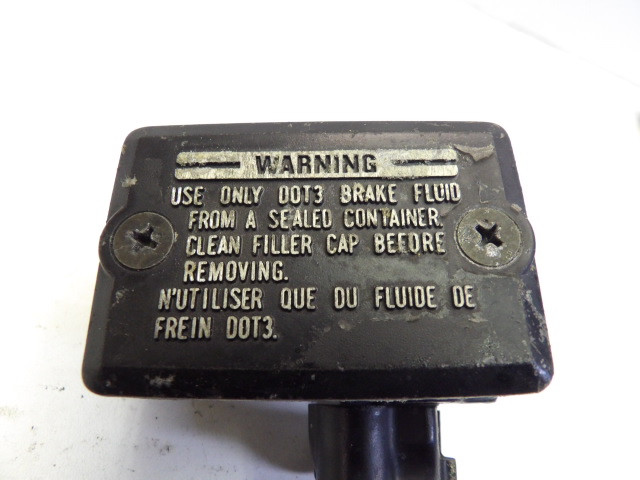 WARNING
USE ONLY DOT3 BRAKE FLUID
FROM A SEALED CONTAINER.
CLEAN FILLER CAP BEFORE
REMOVING.
N'UTILISER QUE DU FLUIDE DE
FREIN DOT3.